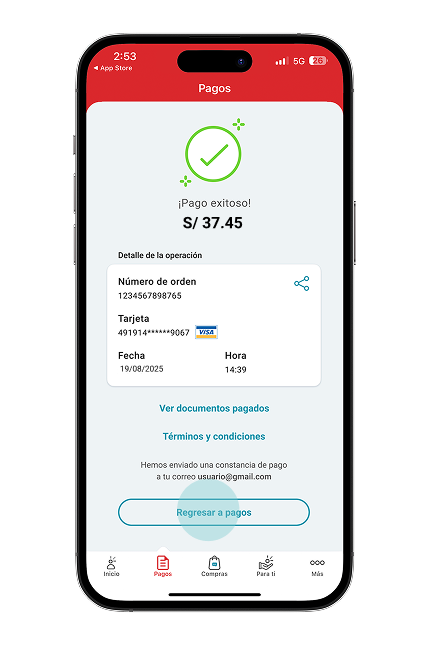 2:53
5G 26
◀ App Store
Pagos
¡Pago exitoso!
S/ 37.45
Detalle de la operación
Número de orden
1234567898765
Tarjeta
491914******9067 VISA
Fecha Hora
19/08/2025 14:39
Ver documentos pagados
Términos y condiciones
Hemos enviado una constancia de pago
a tu correo usuario@gmail.com
Regresar a pagos
Inicio Pagos Compras Para ti Más